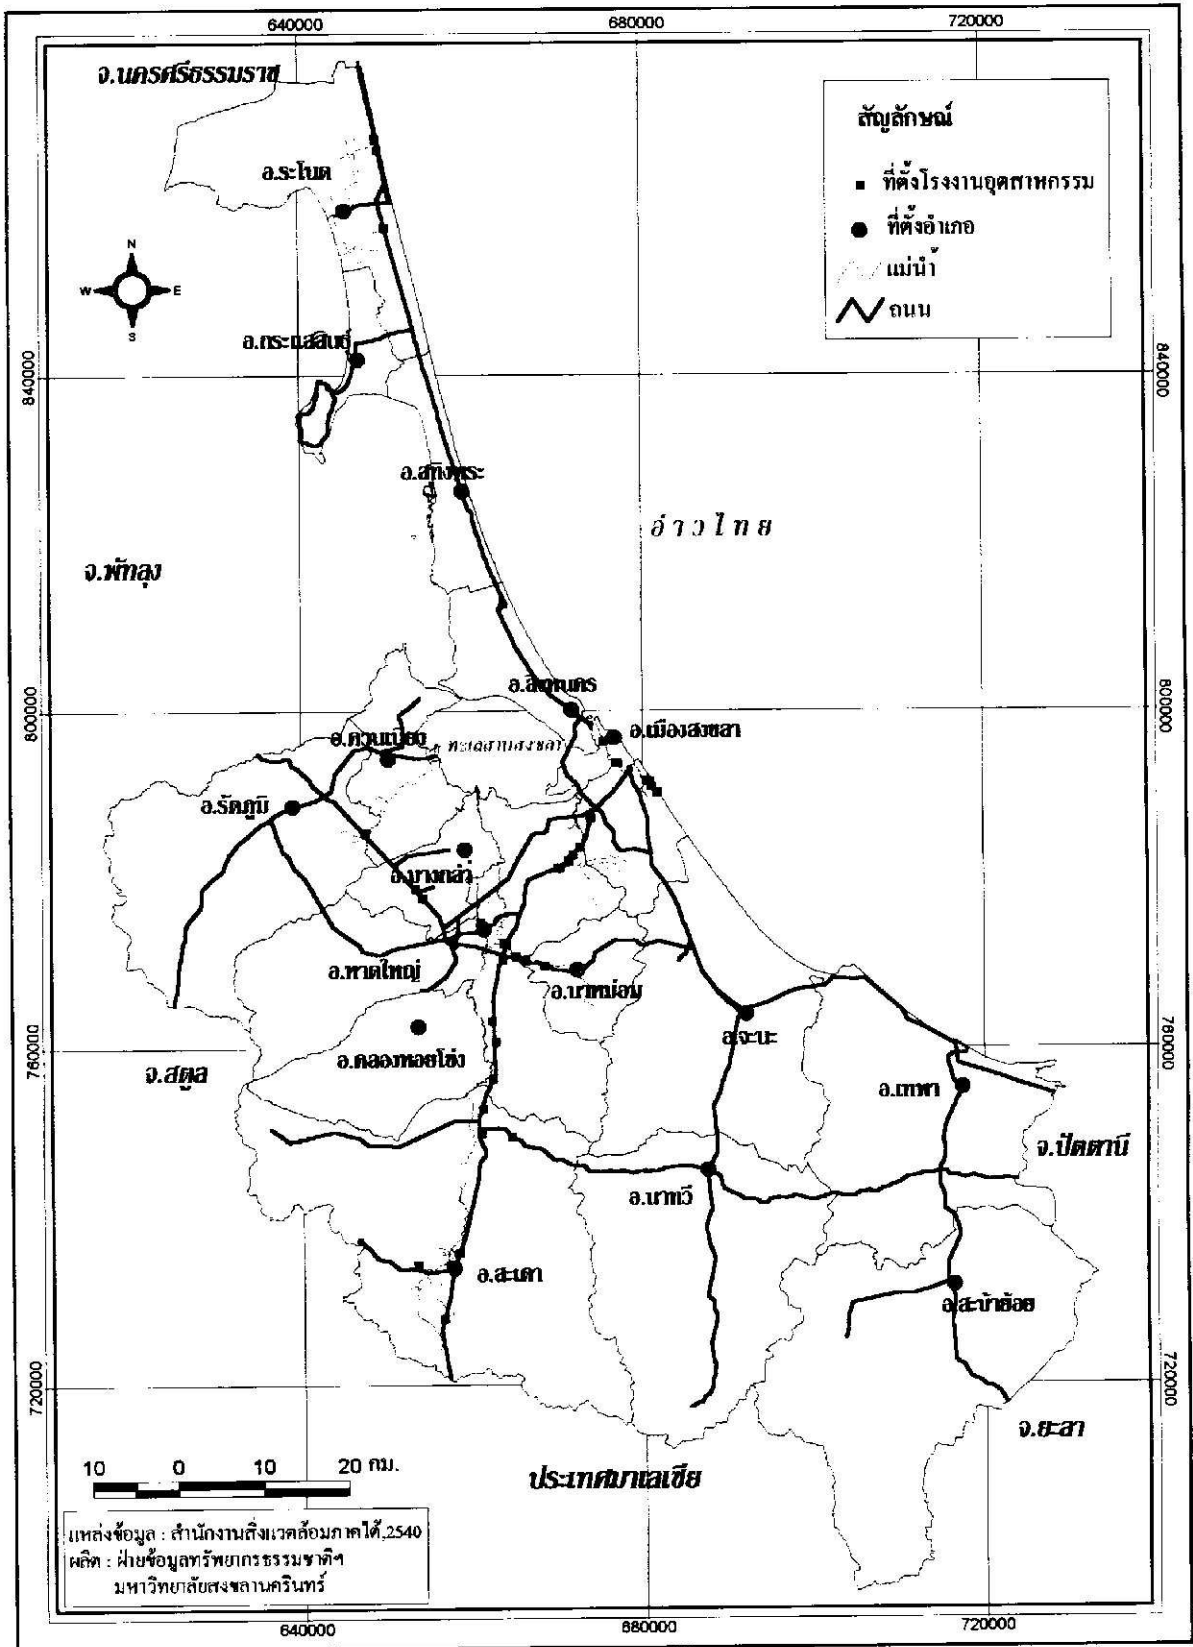 640000
680000
720000
จ.นครศรีธรรมราช
สัญลักษณ์
ที่ตั้งโรงงานอุตสาหกรรม
ที่ตั้งอำเภอ
แม่น้ำ
ถนน
อ.ระโนด
N
W
E
S
อ.กระแสสินธุ์
840000
840000
อ.สทิงพระ
อ่าวไทย
จ.พัทลุง
อ.สิงหนคร
800000
800000
อ.เมืองสงขลา
อ.ควนเนียง
ทะเลสาบสงขลา
อ.รัตภูมิ
อ.บางกล่ำ
อ.หาดใหญ่
อ.นาหม่อม
อ.จะนะ
760000
760000
อ.คลองหอยโข่ง
จ.สตูล
อ.เทพา
จ.ปัตตานี
อ.นาทวี
อ.สะเดา
อ.สะบ้าย้อย
720000
720000
จ.ยะลา
ประเทศมาเลเซีย
10 0 10 20 กม.
แหล่งข้อมูล : สำนักงานสิ่งแวดล้อมภาคใต้,2540
ผลิต : ฝ่ายข้อมูลทรัพยากรธรรมชาติฯ
มหาวิทยาลัยสงขลานครินทร์
640000
680000
720000